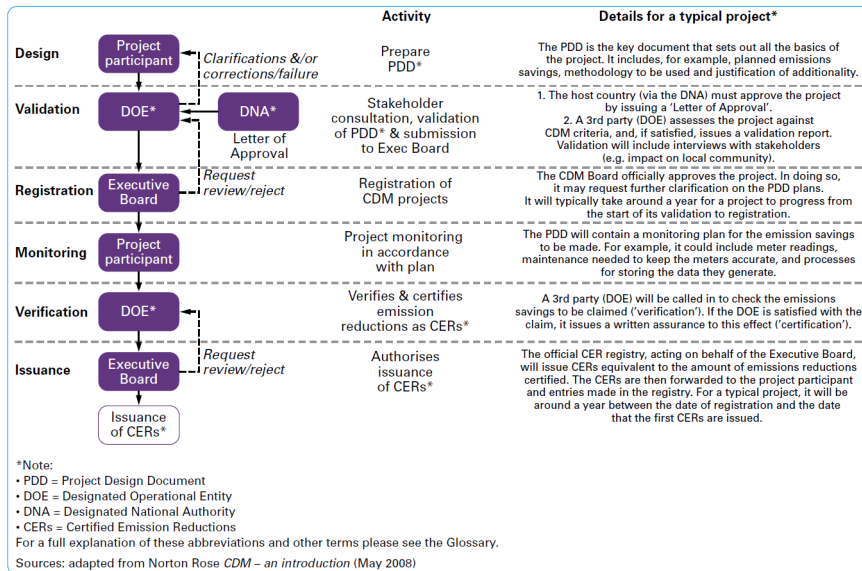 Activity
Details for a typical project*
Design
Project
participant
Clarifications &/or
corrections/failure
Prepare
PDD*
The PDD is the key document that sets out all the basics of
the project. It includes, for example, planned emissions
savings, methodology to be used and justification of additionality.
Validation
DOE*
DNA*
Letter of
Approval
Stakeholder
consultation, validation
of PDD* & submission
to Exec Board
1. The host country (via the DNA) must approve the project
by issuing a 'Letter of Approval'.
2. A 3rd party (DOE) assesses the project against
CDM criteria, and, if satisfied, issues a validation report.
Validation will include interviews with stakeholders
(e.g. impact on local community).
Registration
Executive
Board
Request
review/reject
Registration of
CDM projects
The CDM Board officially approves the project. In doing so,
it may request further clarification on the PDD plans.
It will typically take around a year for a project to progress from
the start of its validation to registration.
Monitoring
Project
participant
Project monitoring
in accordance
with plan
The PDD will contain a monitoring plan for the emission savings
to be made. For example, it could include meter readings,
maintenance needed to keep the meters accurate, and processes
for storing the data they generate.
Verification
DOE*
Verifies & certifies
emission
reductions as CERs*
A 3rd party (DOE) will be called in to check the emissions
savings to be claimed ('verification'). If the DOE is satisfied with the
claim, it issues a written assurance to this effect ('certification').
Issuance
Executive
Board
Request
review/reject
Authorises
issuance
of CERs*
The official CER registry, acting on behalf of the Executive Board,
will issue CERs equivalent to the amount of emissions reductions
certified. The CERs are then forwarded to the project participant
and entries made in the registry. For a typical project, it will be
around a year between the date of registration and the date
that the first CERs are issued.
Issuance
of CERs*
*Note:
• PDD = Project Design Document
• DOE = Designated Operational Entity
• DNA = Designated National Authority
• CERs = Certified Emission Reductions
For a full explanation of these abbreviations and other terms please see the Glossary.
Sources: adapted from Norton Rose CDM – an introduction (May 2008)